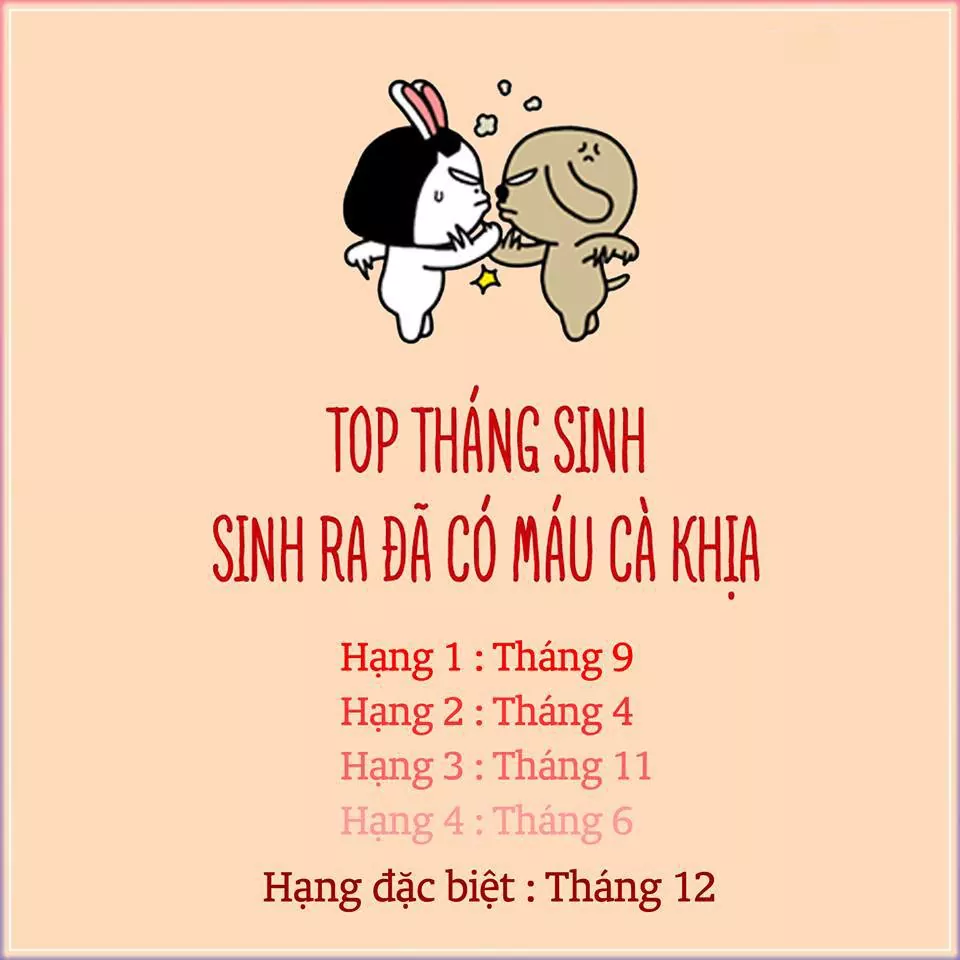 TOP THÁNG SINH
SINH RA ĐÃ CÓ MÁU CÀ KHỊA
Hạng 1 : Tháng 9
Hạng 2 : Tháng 4
Hạng 3 : Tháng 11
Hạng 4 : Tháng 6
Hạng đặc biệt : Tháng 12